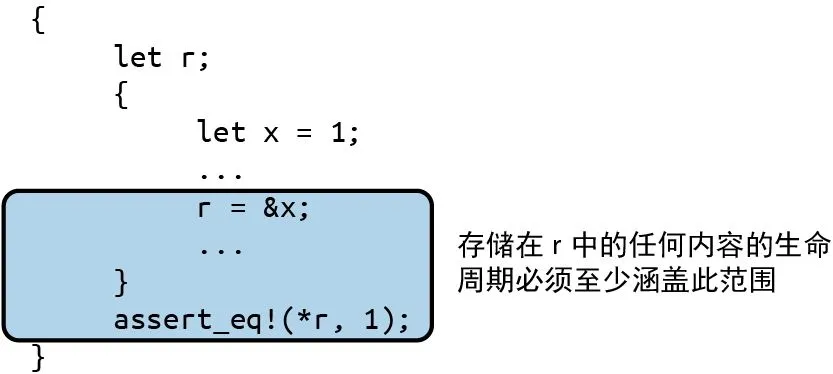 {
let r;
{
let x = 1;
...
r = &x;
...
}
assert_eq!(*r, 1);
}
存储在 r 中的任何内容的生命
周期必须至少涵盖此范围